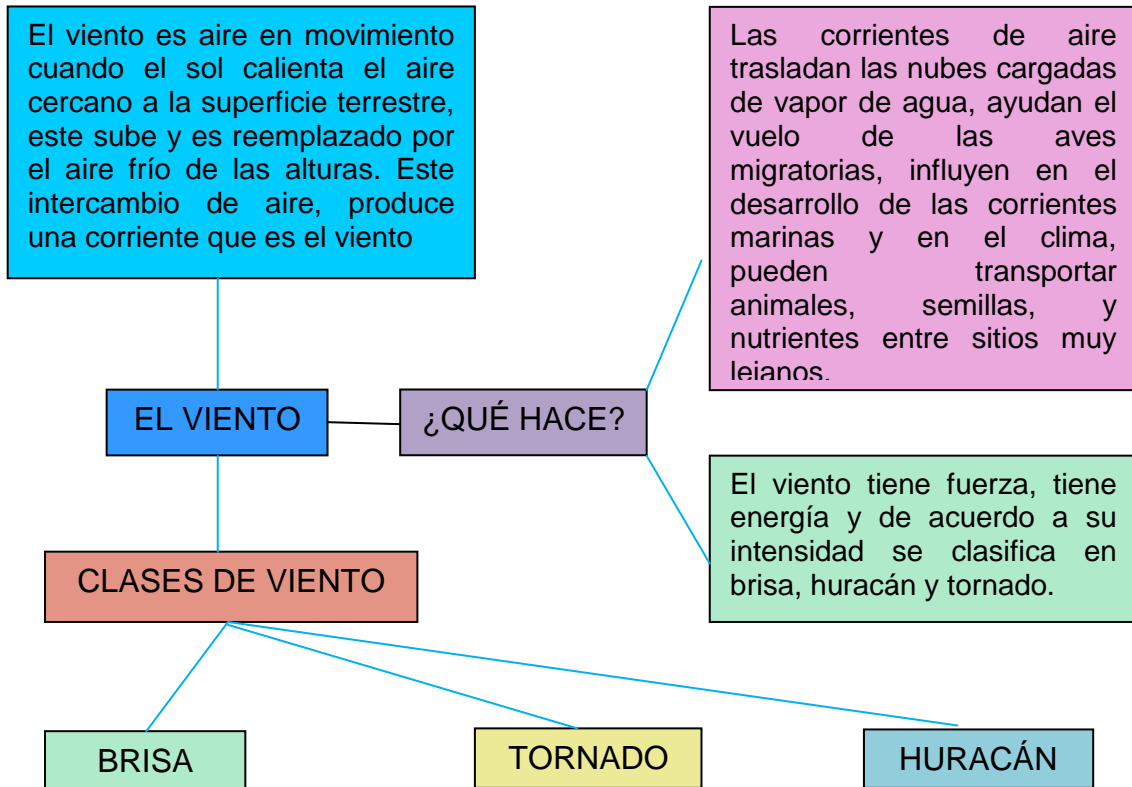 El viento es aire en movimiento
cuando el sol calienta el aire
cercano a la superficie terrestre,
este sube y es reemplazado por
el aire frío de las alturas. Este
intercambio de aire, produce
una corriente que es el viento
Las corrientes de aire
trasladan las nubes cargadas
de vapor de agua, ayudan el
vuelo de las aves
migratorias, influyen en el
desarrollo de las corrientes
marinas y en el clima,
pueden transportar
animales, semillas, y
nutrientes entre sitios muy
lejanos.
EL VIENTO
¿QUÉ HACE?
El viento tiene fuerza, tiene
energía y de acuerdo a su
intensidad se clasifica en
brisa, huracán y tornado.
CLASES DE VIENTO
BRISA
TORNADO
HURACÁN